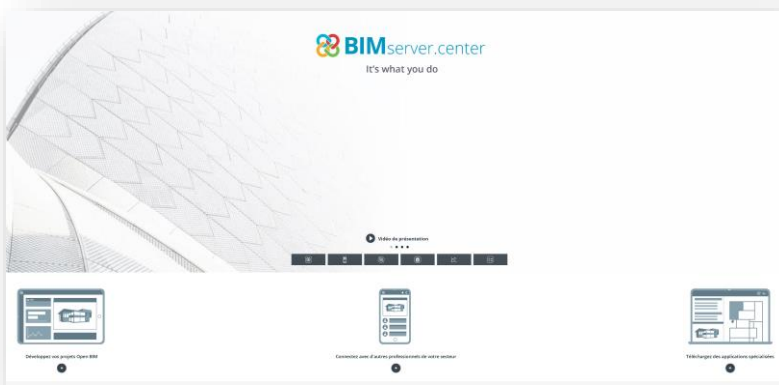 BIMserver.center
It's what you do
Vidéo de présentation
Développez vos projets Open BIM
Connectez avec d'autres professionnels de votre secteur
Téléchargez des applications spécialisées